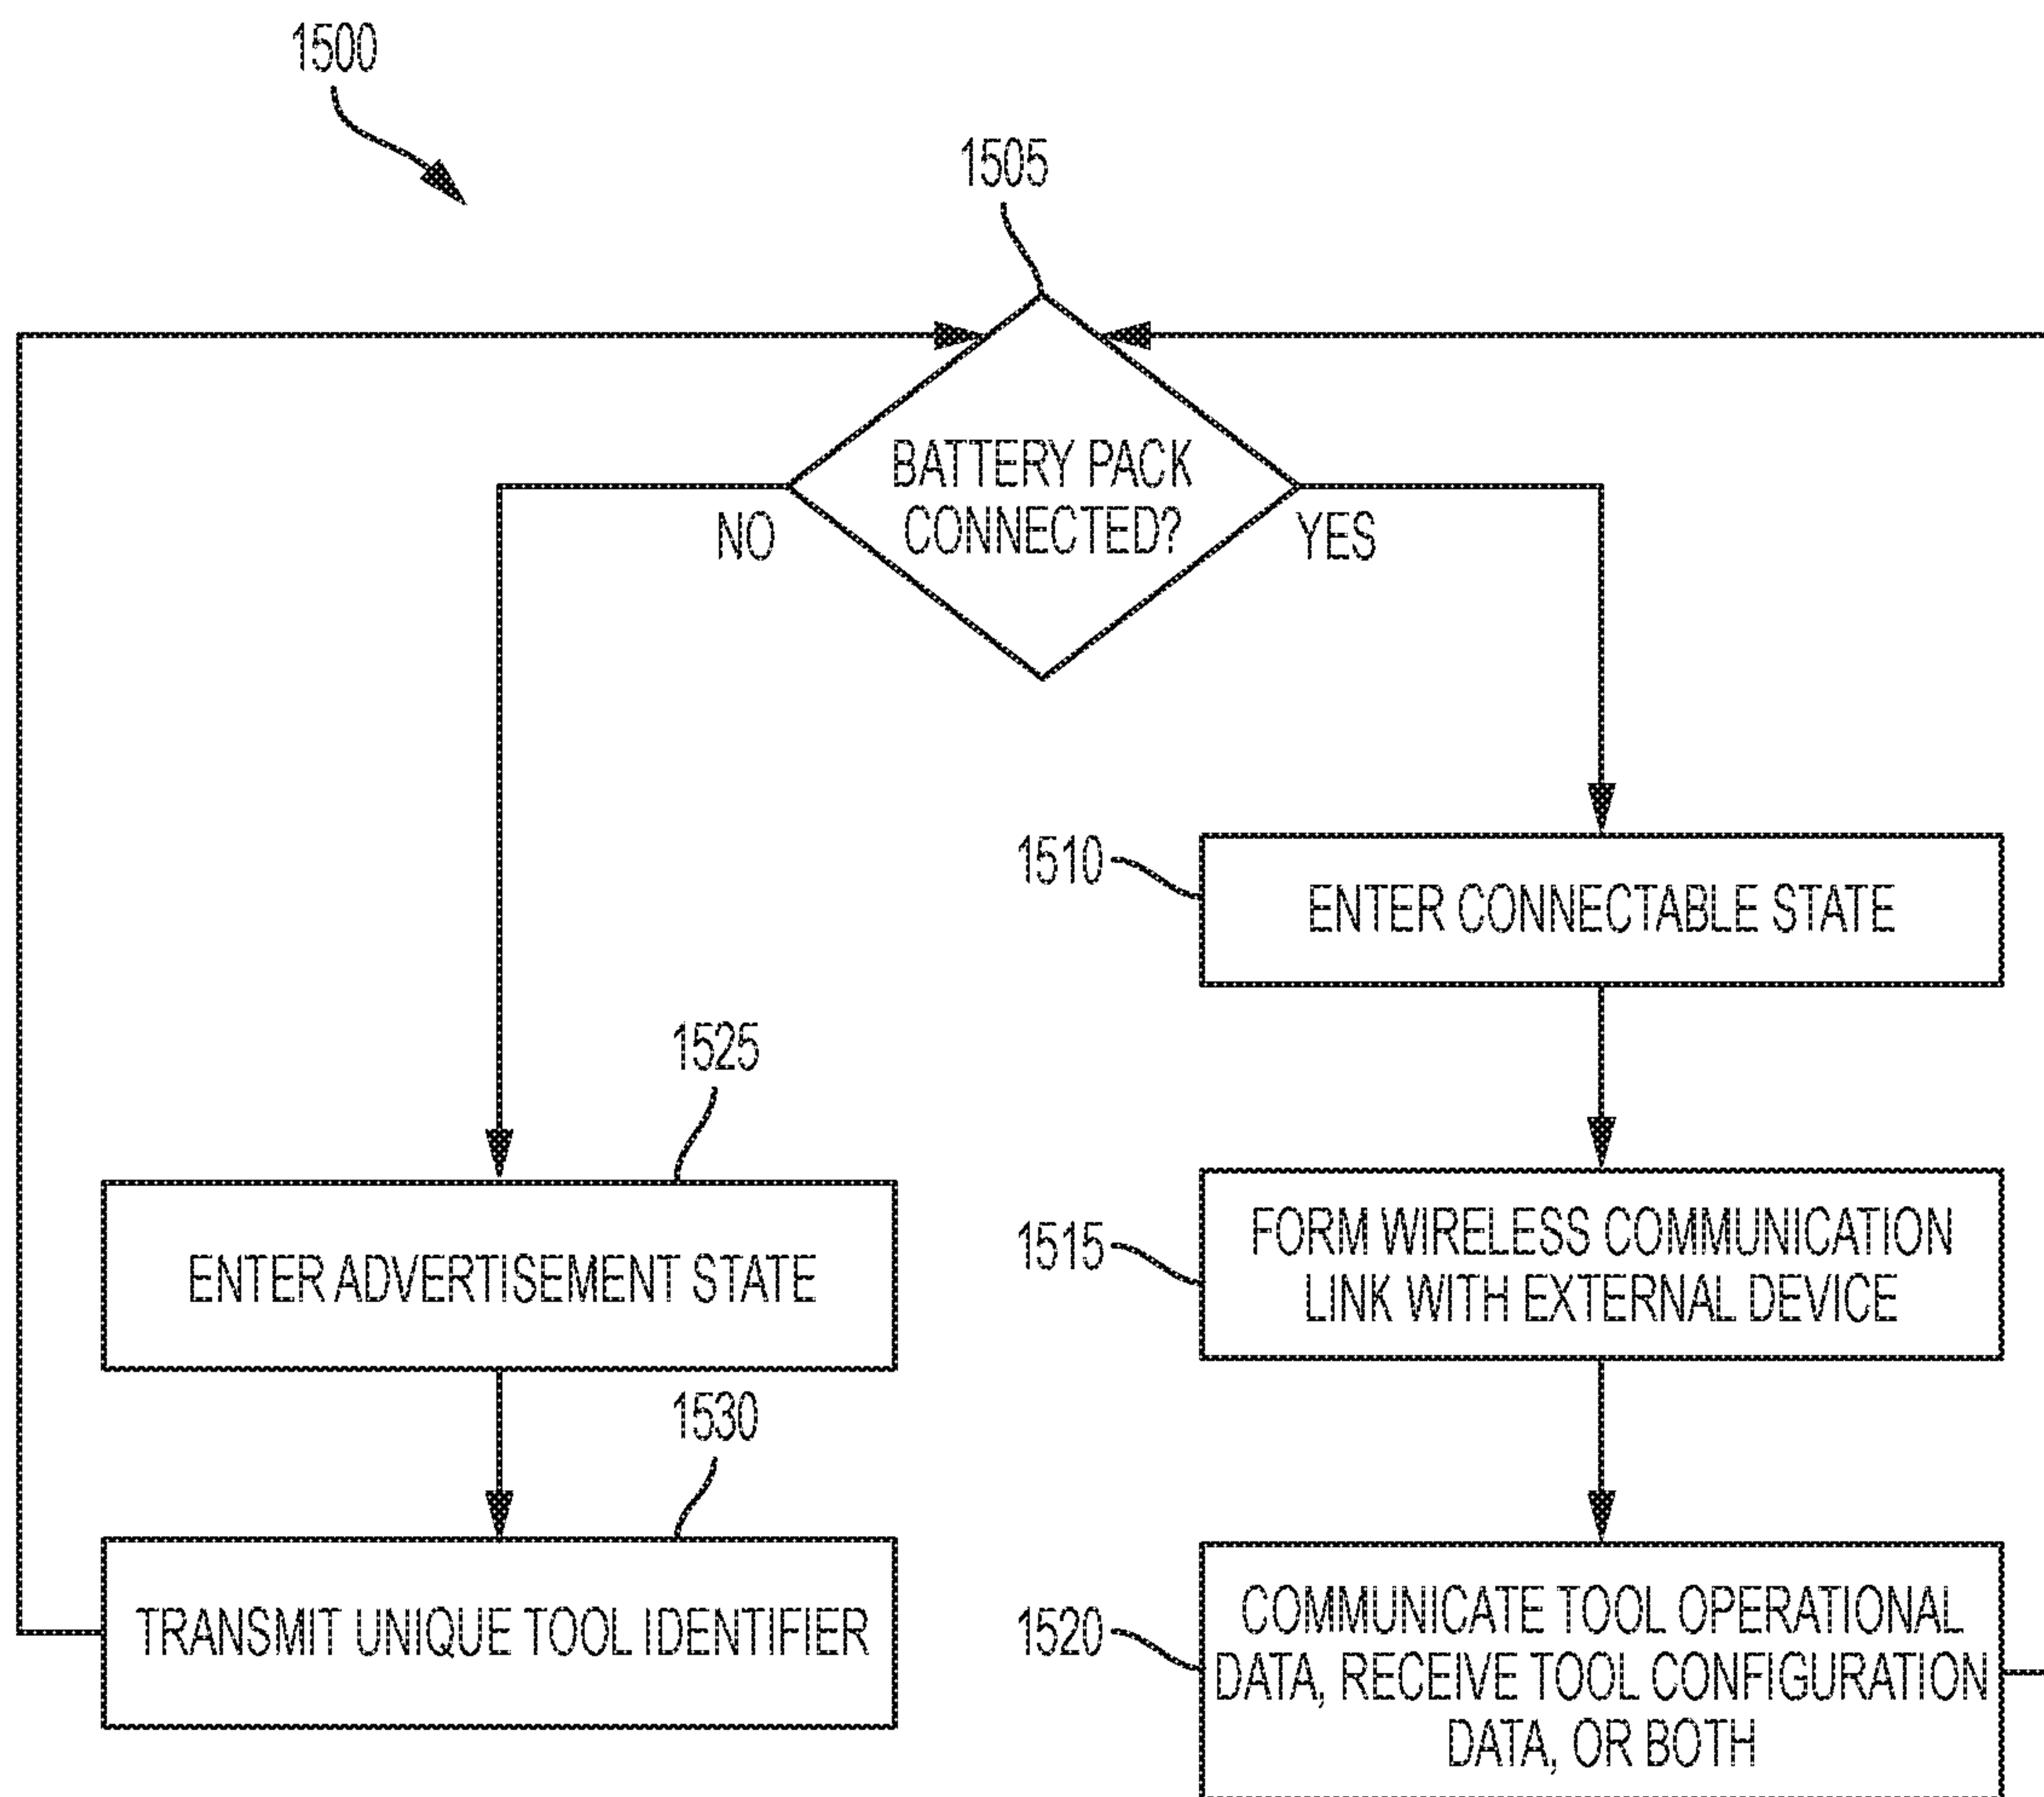 1500
1505
BATTERY PACK
CONNECTED?
NO
YES
1510
ENTER CONNECTABLE STATE
1525
ENTER ADVERTISEMENT STATE
1515
FORM WIRELESS COMMUNICATION
LINK WITH EXTERNAL DEVICE
1530
TRANSMIT UNIQUE TOOL IDENTIFIER
1520
COMMUNICATE TOOL OPERATIONAL
DATA, RECEIVE TOOL CONFIGURATION
DATA, OR BOTH